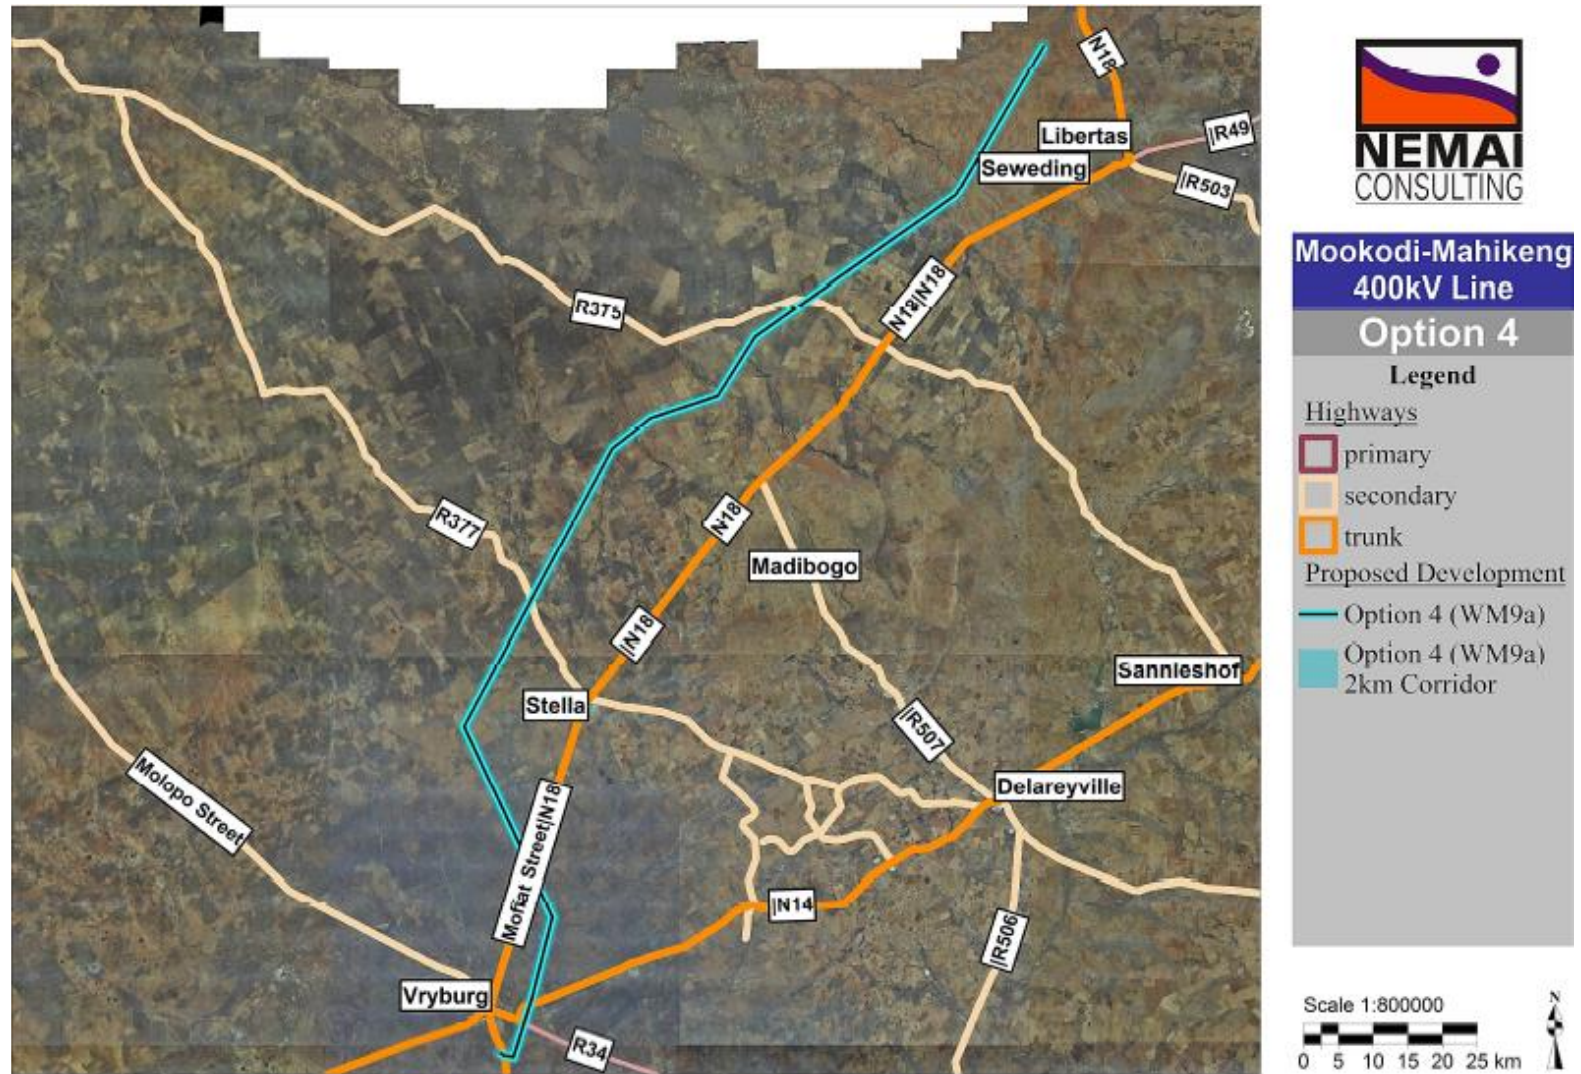 N18
Libertas
|R49
Seweding
|R503
N18|N18
R375
N18
R377
Madibogo
|N18
Sannieshof
Stella
|R507
Molopo Street
Delareyville
Moffat Street|N18
|N14
|R506
Vryburg
R34
NEMAI
CONSULTING
Mookodi-Mahikeng
400kV Line
Option 4
Legend
Highways
primary
secondary
trunk
Proposed Development
Option 4 (WM9a)
Option 4 (WM9a)
2km Corridor
Scale 1:800000
N
0 5 10 15 20 25 km